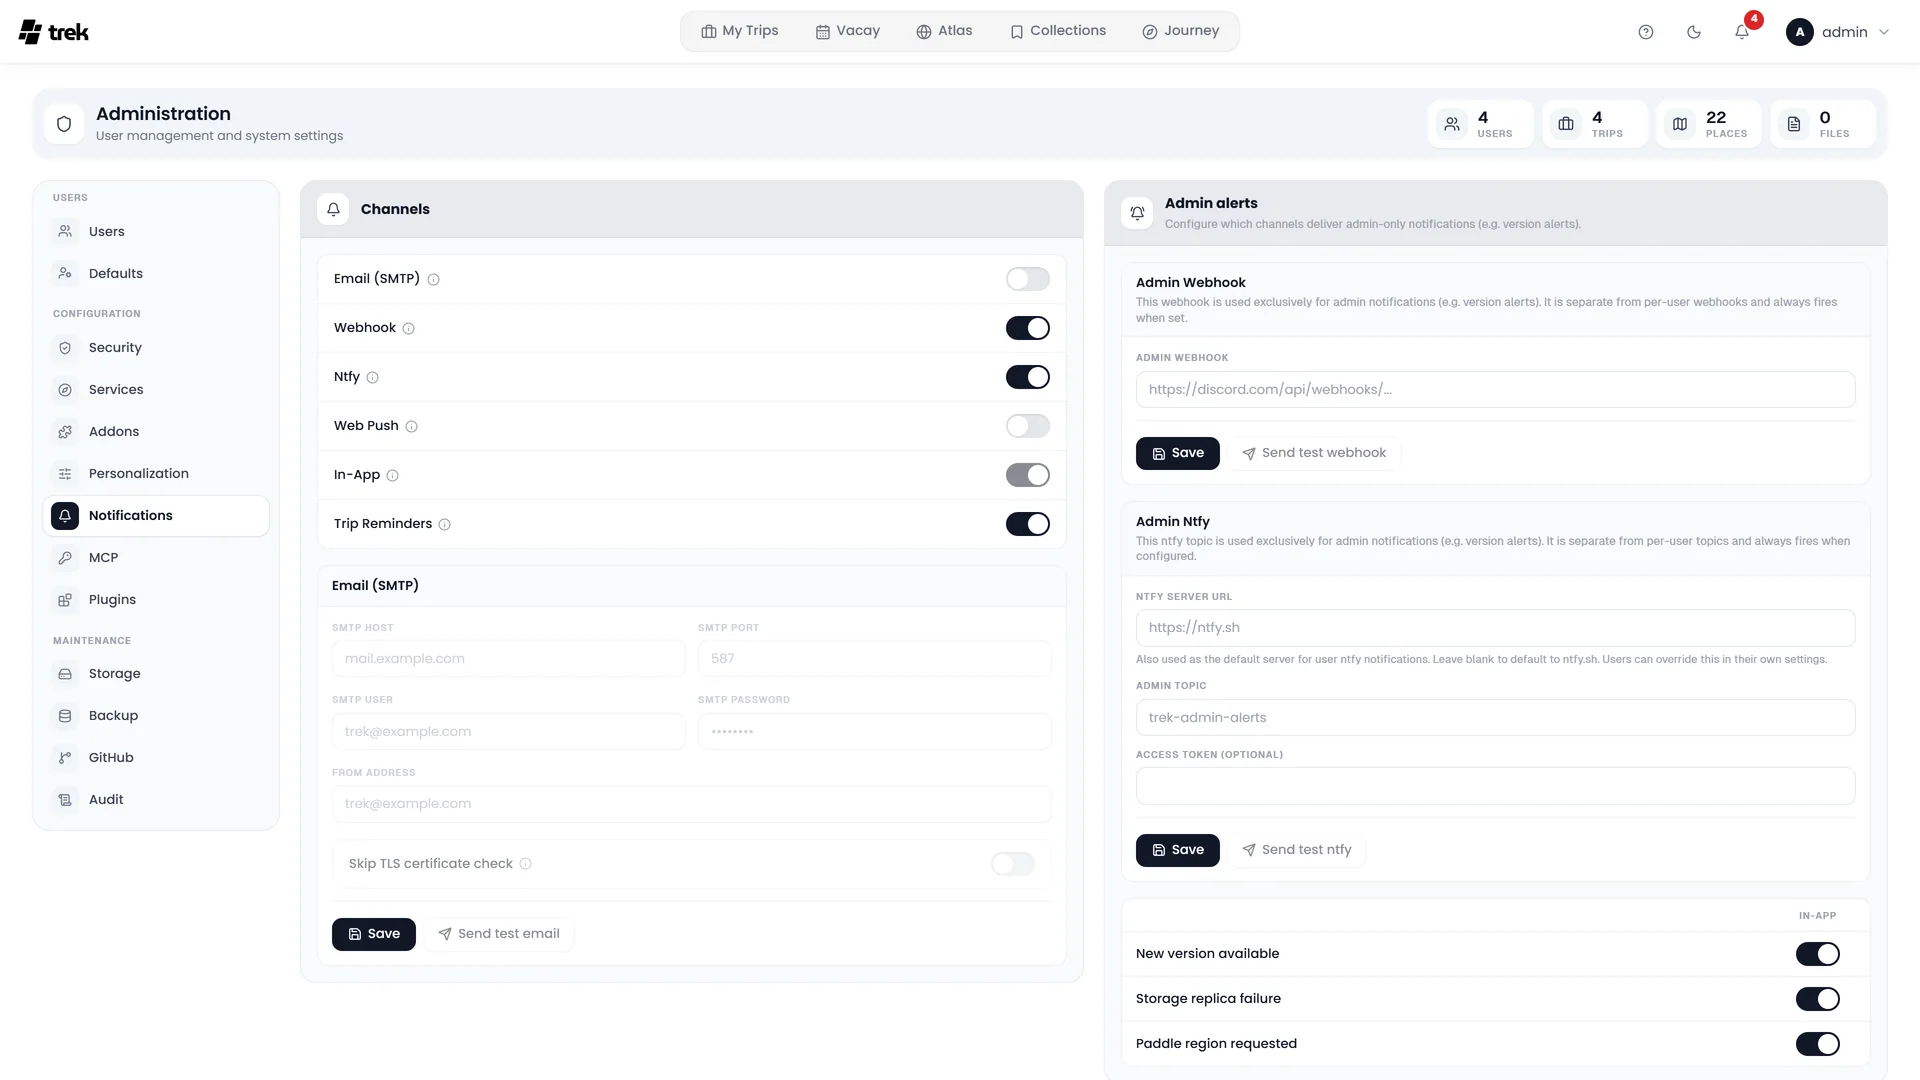 trek
My Trips
Vacay
Atlas
Collections
Journey
4
A
admin
Administration
User management and system settings
4
USERS
4
TRIPS
22
PLACES
0
FILES
USERS
Users
Defaults
CONFIGURATION
Security
Services
Addons
Personalization
Notifications
MCP
Plugins
MAINTENANCE
Storage
Backup
GitHub
Audit
Channels
Email (SMTP)
Webhook
Ntfy
Web Push
In-App
Trip Reminders
Email (SMTP)
SMTP HOST
SMTP PORT
mail.example.com
587
SMTP USER
SMTP PASSWORD
trek@example.com
••••••••
FROM ADDRESS
trek@example.com
Skip TLS certificate check
Save
Send test email
Admin alerts
Configure which channels deliver admin-only notifications (e.g. version alerts).
Admin Webhook
This webhook is used exclusively for admin notifications (e.g. version alerts). It is separate from per-user webhooks and always fires
when set.
ADMIN WEBHOOK
https://discord.com/api/webhooks/...
Save
Send test webhook
Admin Ntfy
This ntfy topic is used exclusively for admin notifications (e.g. version alerts). It is separate from per-user topics and always fires when
configured.
NTFY SERVER URL
https://ntfy.sh
Also used as the default server for user ntfy notifications. Leave blank to default to ntfy.sh. Users can override this in their own settings.
ADMIN TOPIC
trek-admin-alerts
ACCESS TOKEN (OPTIONAL)
Save
Send test ntfy
IN-APP
New version available
Storage replica failure
Paddle region requested